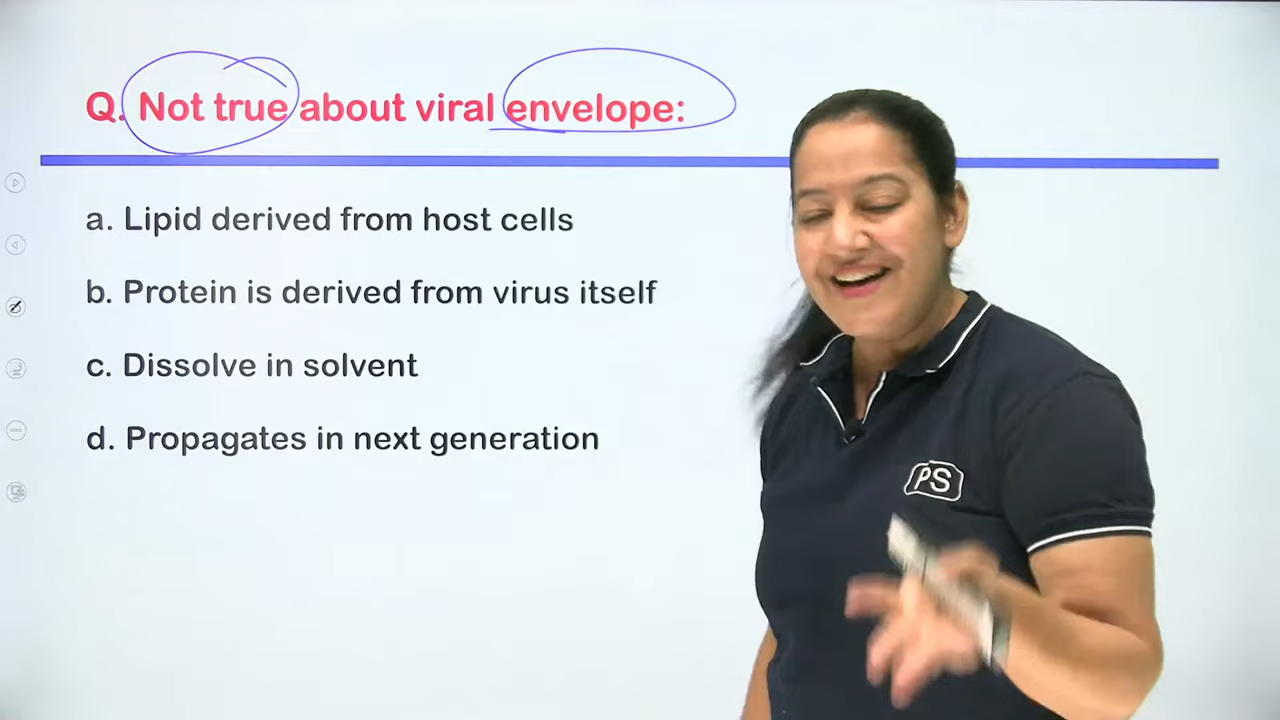 Q. Not true about viral envelope:
a. Lipid derived from host cells
b. Protein is derived from virus itself
c. Dissolve in solvent
d. Propagates in next generation
PS